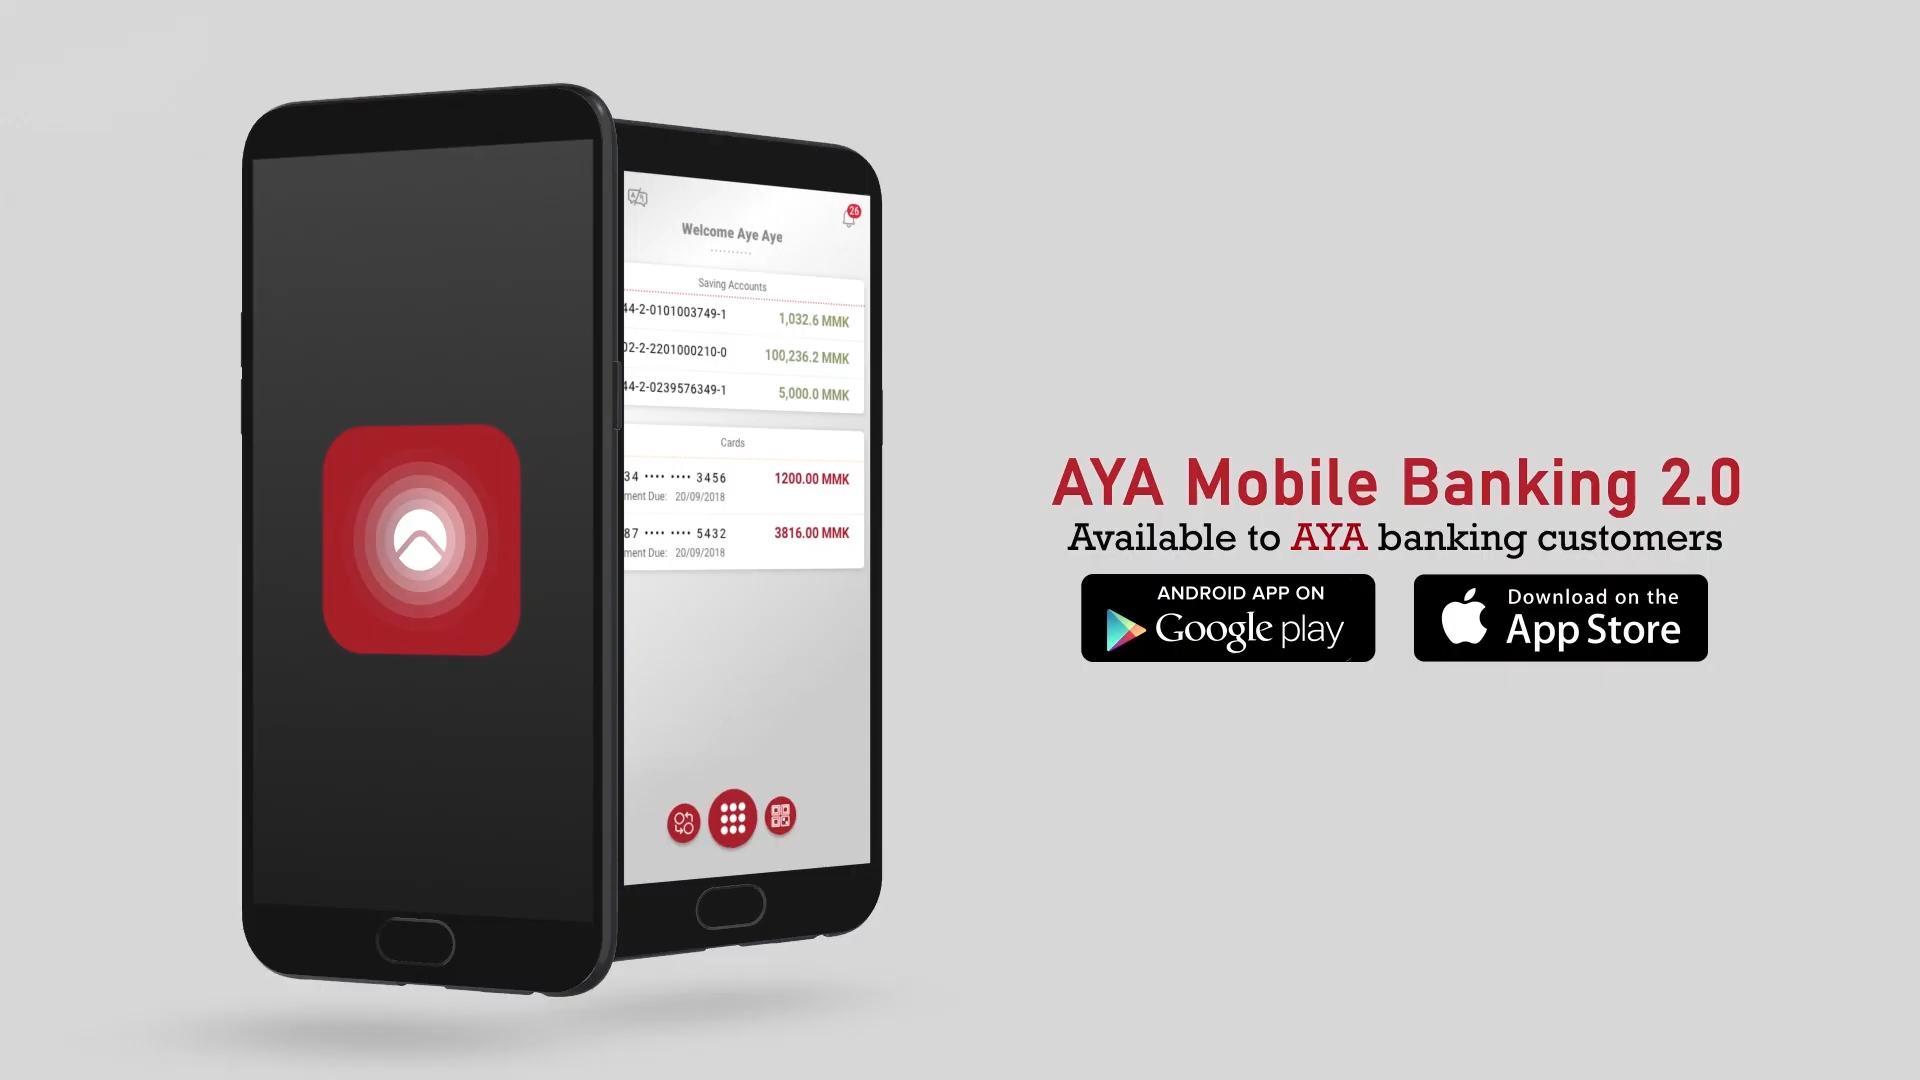 26
Welcome Aye Aye
Saving Accounts
44-2-0101003749-1 1,032.6 MMK
02-2-2201000210-0 100,236.2 MMK
44-2-0239576349-1 5,000.0 MMK
Cards
34 •••• •••• 3456 1200.00 MMK
ment Due: 20/09/2018
87 •••• •••• 5432 3816.00 MMK
ment Due: 20/09/2018
AYA Mobile Banking 2.0
Available to AYA banking customers
ANDROID APP ON
Google play
Download on the
App Store